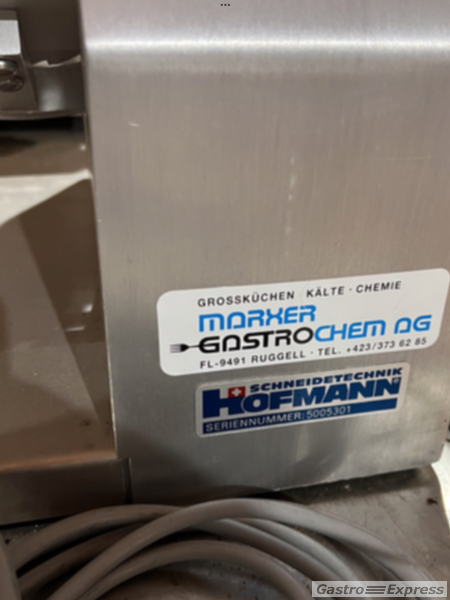 ...
GROSSKÜCHEN KÄLTE · CHEMIE
MARXER
GASTROCHEM AG
FL-9491 RUGGELL · TEL. +423/373 62 85
SCHNEIDETECHNIK
HOFMANN
SERIENNUMMER: 5005301
Gastro Express